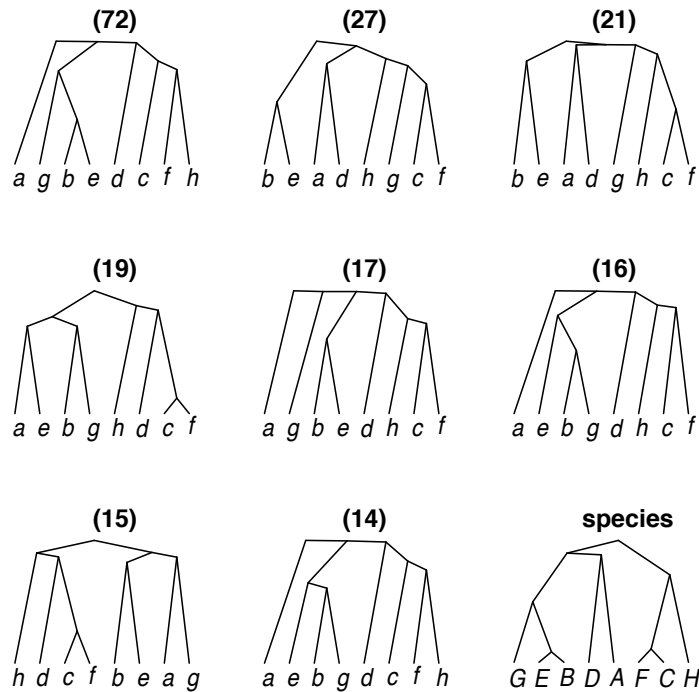 (72) (27) (21)
a g b e d c f h b e a d h g c f b e a d g h c f
(19) (17) (16)
a e b g h d c f a g b e d h c f a e b g d h c f
(15) (14) species
h d c f b e a g a e b g d c f h G E B D A F C H